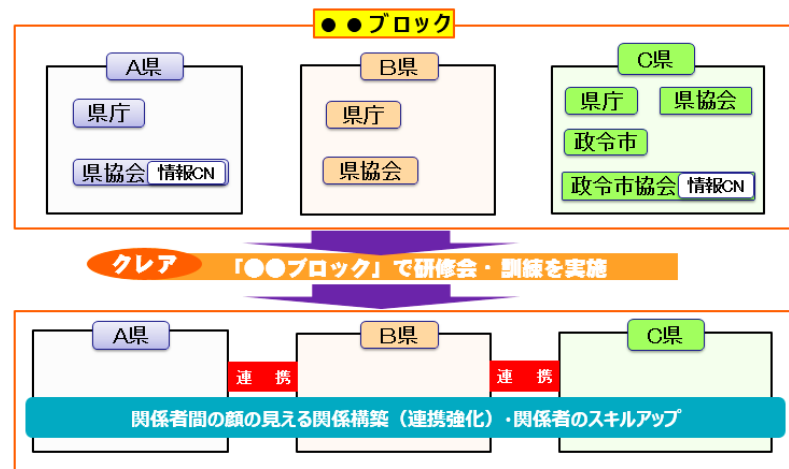 ●●ブロック
A県
県庁
県協会 情報CN
B県
県庁
県協会
C県
県庁 県協会
政令市
政令市協会 情報CN
クレア 「●●ブロック」で研修会・訓練を実施
A県 B県 C県
連 携 連 携
関係者間の顔の見える関係構築(連携強化)・関係者のスキルアップ